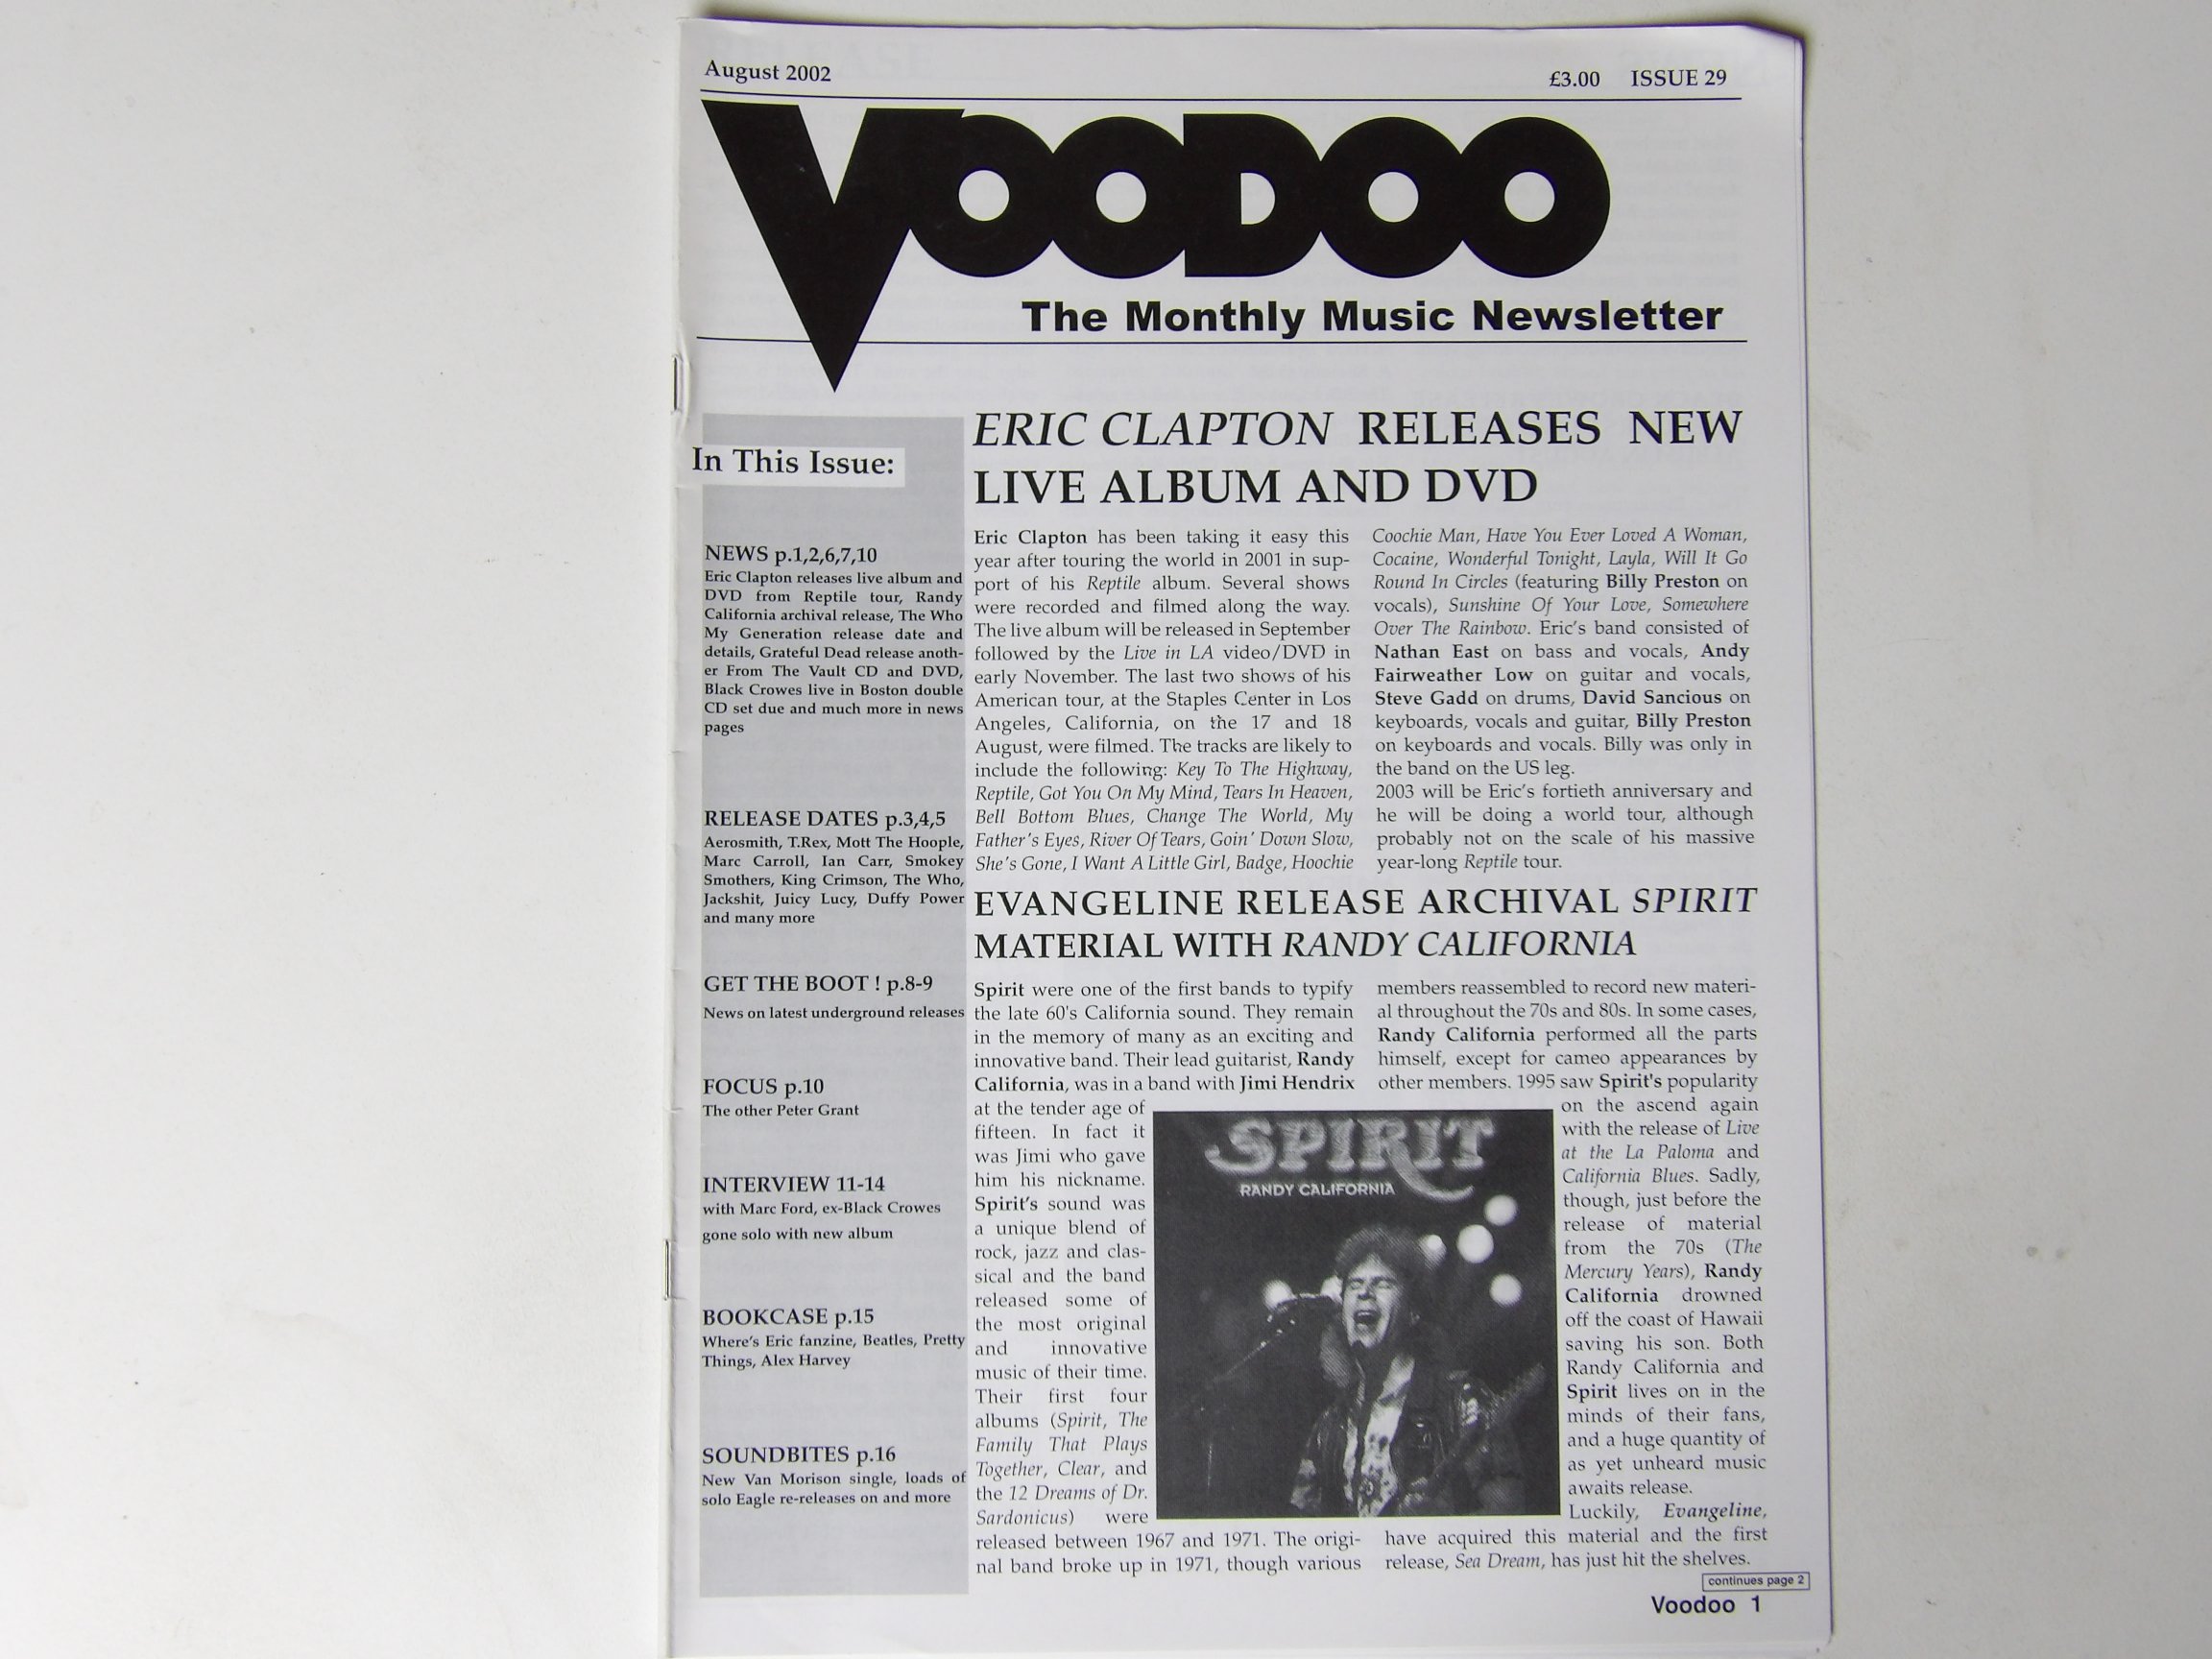 August 2002
£3.00 ISSUE 29
VOODOO
The Monthly Music Newsletter
In This Issue:
NEWS p.1,2,6,7,10
Eric Clapton releases live album and
DVD from Reptile tour, Randy
California archival release, The Who
My Generation release date and
details, Grateful Dead release anoth-
er From The Vault CD and DVD,
Black Crowes live in Boston double
CD set due and much more in news
pages
RELEASE DATES p.3,4,5
Aerosmith, T.Rex, Mott The Hoople,
Marc Carroll, Ian Carr, Smokey
Smothers, King Crimson, The Who,
Jackshit, Juicy Lucy, Duffy Power
and many more
GET THE BOOT ! p.8-9
News on latest underground releases
FOCUS p.10
The other Peter Grant
INTERVIEW 11-14
with Marc Ford, ex-Black Crowes
gone solo with new album
BOOKCASE p.15
Where's Eric fanzine, Beatles, Pretty
Things, Alex Harvey
SOUNDBITES p.16
New Van Morison single, loads of
solo Eagle re-releases on and more
ERIC CLAPTON RELEASES NEW
LIVE ALBUM AND DVD
Eric Clapton has been taking it easy this
year after touring the world in 2001 in sup-
port of his Reptile album. Several shows
were recorded and filmed along the way.
The live album will be released in September
followed by the Live in LA video/DVD in
early November. The last two shows of his
American tour, at the Staples Center in Los
Angeles, California, on the 17 and 18
August, were filmed. The tracks are likely to
include the following: Key To The Highway,
Reptile, Got You On My Mind, Tears In Heaven,
Bell Bottom Blues, Change The World, My
Father's Eyes, River Of Tears, Goin' Down Slow,
She's Gone, I Want A Little Girl, Badge, Hoochie
Coochie Man, Have You Ever Loved A Woman,
Cocaine, Wonderful Tonight, Layla, Will It Go
Round In Circles (featuring Billy Preston on
vocals), Sunshine Of Your Love, Somewhere
Over The Rainbow. Eric's band consisted of
Nathan East on bass and vocals, Andy
Fairweather Low on guitar and vocals,
Steve Gadd on drums, David Sancious on
keyboards, vocals and guitar, Billy Preston
on keyboards and vocals. Billy was only in
the band on the US leg.
2003 will be Eric's fortieth anniversary and
he will be doing a world tour, although
probably not on the scale of his massive
year-long Reptile tour.
EVANGELINE RELEASE ARCHIVAL SPIRIT
MATERIAL WITH RANDY CALIFORNIA
Spirit were one of the first bands to typify
the late 60's California sound. They remain
in the memory of many as an exciting and
innovative band. Their lead guitarist, Randy
California, was in a band with Jimi Hendrix
at the tender age of
fifteen. In fact it
was Jimi who gave
him his nickname.
Spirit's sound was
a unique blend of
rock, jazz and clas-
sical and the band
released some of
the most original
and innovative
music of their time.
Their first four
albums (Spirit, The
Family That Plays
Together, Clear, and
the 12 Dreams of Dr.
Sardonicus) were
released between 1967 and 1971. The origi-
nal band broke up in 1971, though various
SPIRIT
RANDY CALIFORNIA
members reassembled to record new materi-
al throughout the 70s and 80s. In some cases,
Randy California performed all the parts
himself, except for cameo appearances by
other members. 1995 saw Spirit's popularity
on the ascend again
with the release of Live
at the La Paloma and
California Blues. Sadly,
though, just before the
release of material
from the 70s (The
Mercury Years), Randy
California drowned
off the coast of Hawaii
saving his son. Both
Randy California and
Spirit lives on in the
minds of their fans,
and a huge quantity of
as yet unheard music
awaits release.
Luckily, Evangeline,
have acquired this material and the first
release, Sea Dream, has just hit the shelves.
continues page 2
Voodoo 1